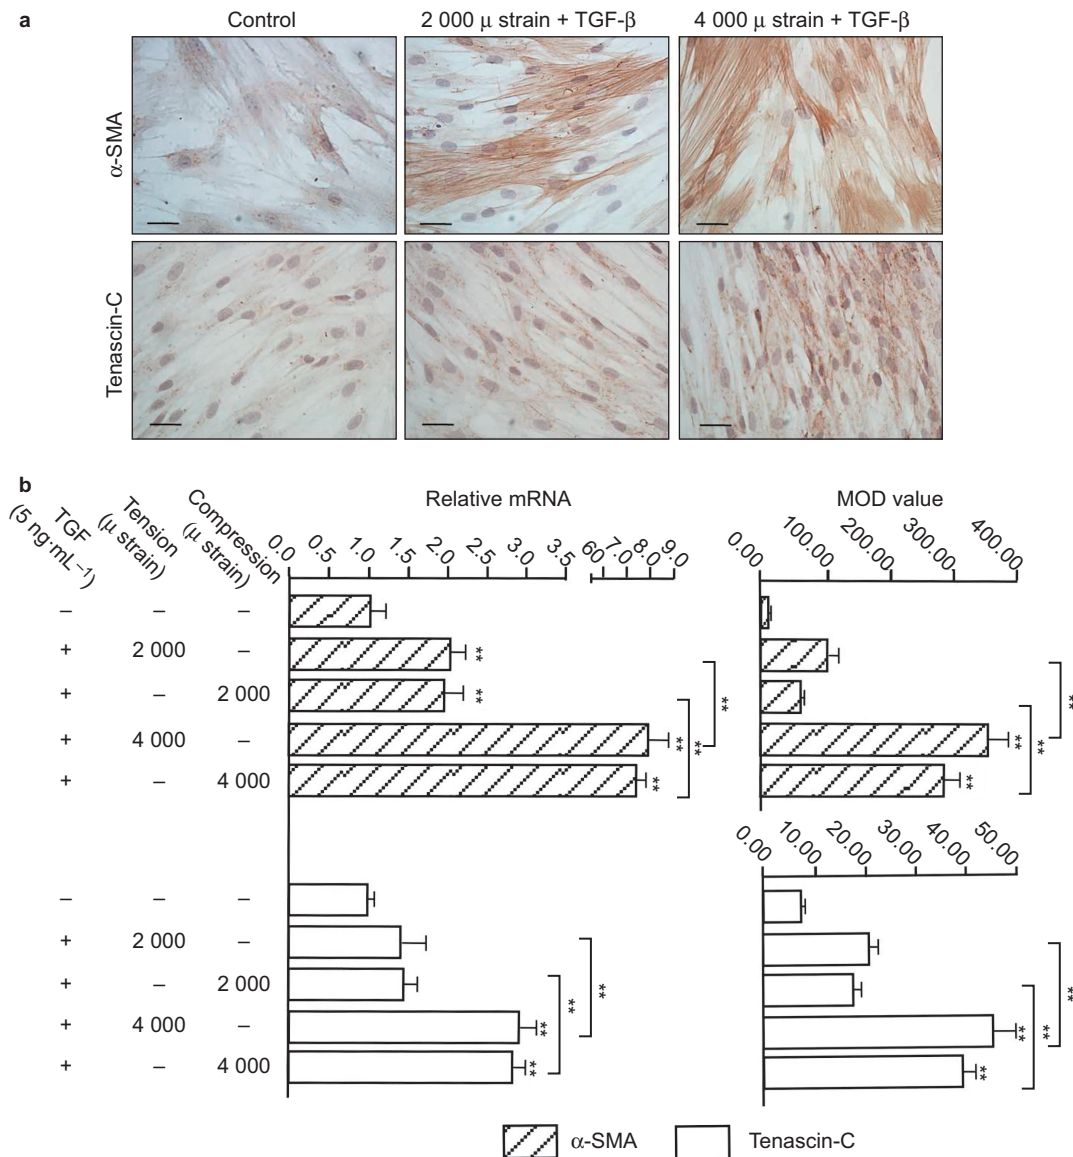 a
Control
2 000 μ strain + TGF-β
4 000 μ strain + TGF-β
α-SMA
Tenascin-C
b
TGF
(5 ng·mL–1)
Tension
(μ strain)
Compression
(μ strain)
Relative mRNA
0.0 0.5 1.0 1.5 2.0 2.5 3.0 3.5 60 7.0 8.0 9.0
MOD value
0.00 100.00 200.00 300.00 400.00
– – –
+ 2 000 – **
+ – 2 000 **
+ 4 000 – ** ** **
+ – 4 000 ** ** **
** **
** **
0.00 10.00 20.00 30.00 40.00 50.00
– – –
+ 2 000 –
+ – 2 000
** ** ** **
+ 4 000 – ** **
+ – 4 000 ** **
α-SMA
Tenascin-C